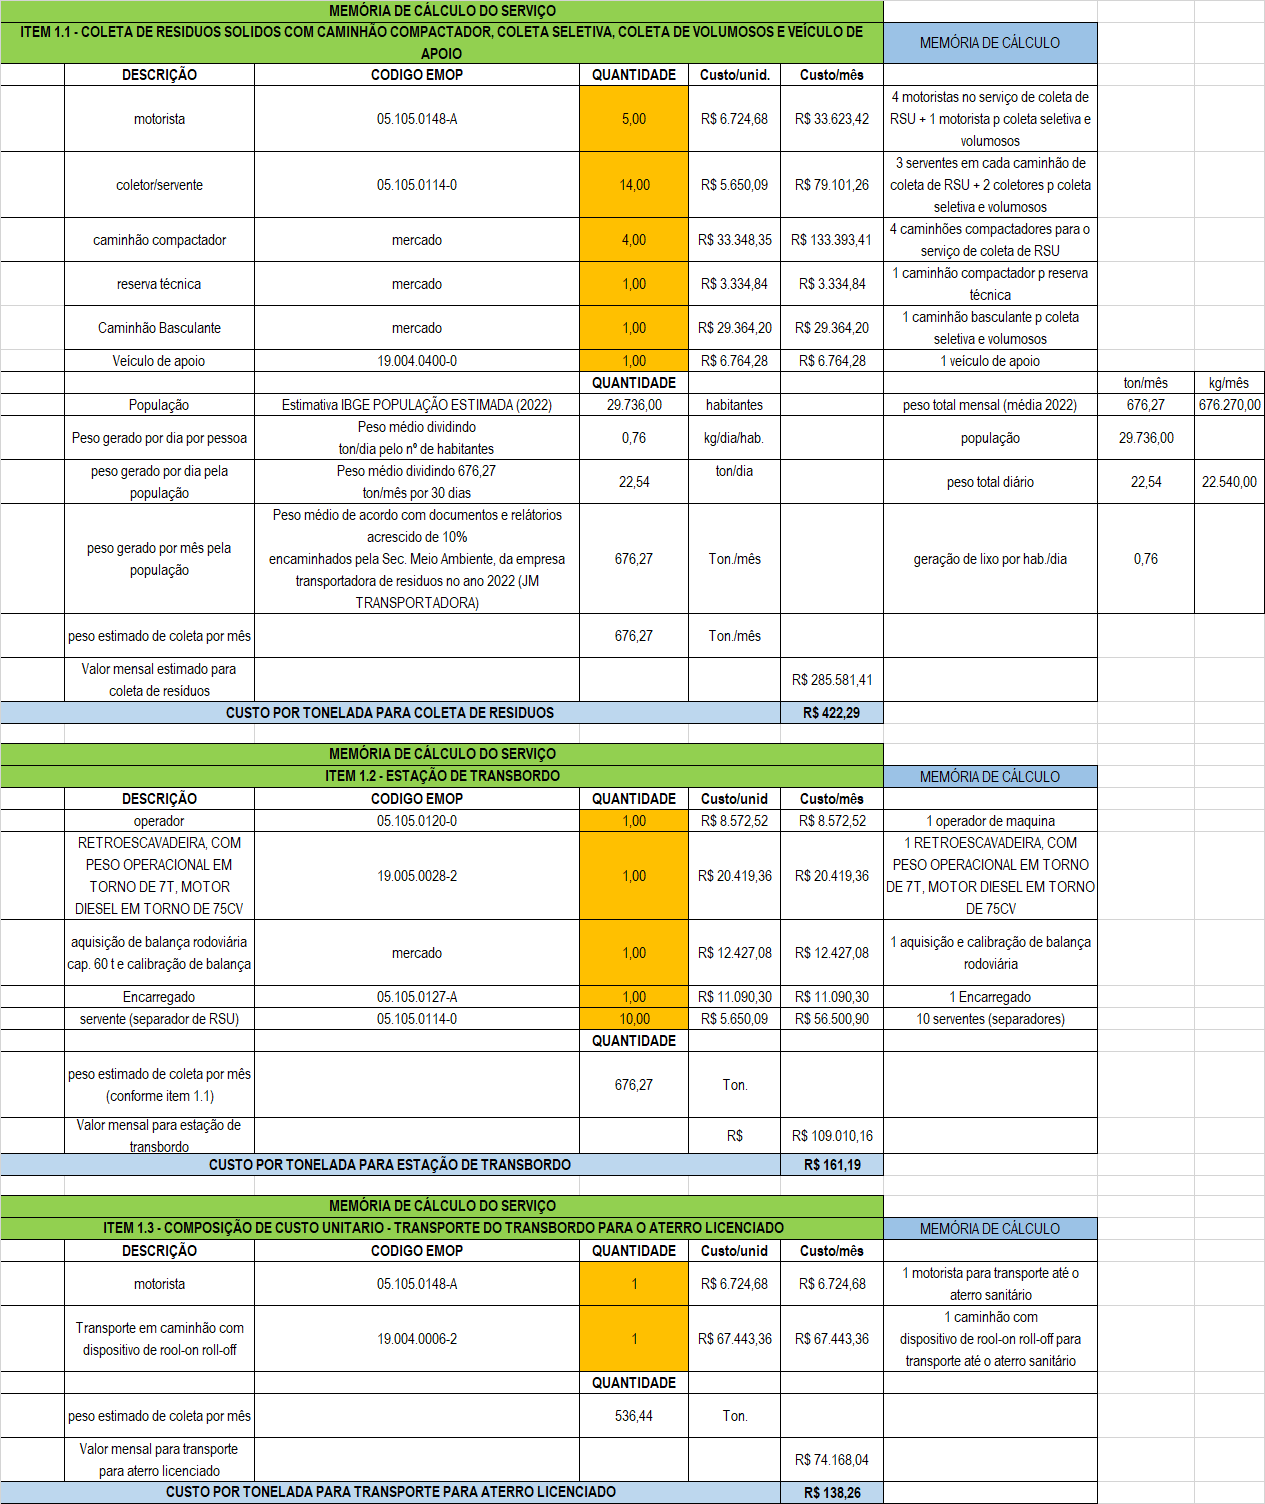 MEMÓRIA DE CÁLCULO DO SERVIÇO
ITEM 1.1 - COLETA DE RESIDUOS SOLIDOS COM CAMINHÃO COMPACTADOR, COLETA SELETIVA, COLETA DE VOLUMOSOS E VEÍCULO DE
APOIO
MEMÓRIA DE CÁLCULO
DESCRIÇÃO CODIGO EMOP QUANTIDADE Custo/unid. Custo/mês
motorista 05.105.0148-A 5,00 R$ 6.724,68 R$ 33.623,42
4 motoristas no serviço de coleta de
RSU + 1 motorista p coleta seletiva e
volumosos
coletor/servente 05.105.0114-0 14,00 R$ 5.650,09 R$ 79.101,26
3 serventes em cada caminhão de
coleta de RSU + 2 coletores p coleta
seletiva e volumosos
caminhão compactador mercado 4,00 R$ 33.348,35 R$ 133.393,41
4 caminhões compactadores para o
serviço de coleta de RSU
reserva técnica mercado 1,00 R$ 3.334,84 R$ 3.334,84
1 caminhão compactador p reserva
técnica
Caminhão Basculante mercado 1,00 R$ 29.364,20 R$ 29.364,20
1 caminhão basculante p coleta
seletiva e volumosos
Veículo de apoio 19.004.0400-0 1,00 R$ 6.764,28 R$ 6.764,28 1 veículo de apoio
QUANTIDADE ton/mês kg/mês
População Estimativa IBGE POPULAÇÃO ESTIMADA (2022) 29.736,00 habitantes peso total mensal (média 2022) 676,27 676.270,00
Peso gerado por dia por pessoa
Peso médio dividindo
ton/dia pelo nº de habitantes
0,76 kg/dia/hab. população 29.736,00
peso gerado por dia pela
população
Peso médio dividindo 676,27
ton/mês por 30 dias
22,54 ton/dia peso total diário 22,54 22.540,00
peso gerado por mês pela
população
Peso médio de acordo com documentos e relátorios
acrescido de 10%
encaminhados pela Sec. Meio Ambiente, da empresa
transportadora de residuos no ano 2022 (JM
TRANSPORTADORA)
676,27 Ton./mês geração de lixo por hab./dia 0,76
peso estimado de coleta por mês 676,27 Ton./mês
Valor mensal estimado para
coleta de resíduos
R$ 285.581,41
CUSTO POR TONELADA PARA COLETA DE RESIDUOS R$ 422,29
MEMÓRIA DE CÁLCULO DO SERVIÇO
ITEM 1.2 - ESTAÇÃO DE TRANSBORDO MEMÓRIA DE CÁLCULO
DESCRIÇÃO CODIGO EMOP QUANTIDADE Custo/unid Custo/mês
operador 05.105.0120-0 1,00 R$ 8.572,52 R$ 8.572,52 1 operador de maquina
RETROESCAVADEIRA, COM
PESO OPERACIONAL EM
TORNO DE 7T, MOTOR
DIESEL EM TORNO DE 75CV
19.005.0028-2 1,00 R$ 20.419,36 R$ 20.419,36
1 RETROESCAVADEIRA, COM
PESO OPERACIONAL EM TORNO
DE 7T, MOTOR DIESEL EM TORNO
DE 75CV
aquisição de balança rodoviária
cap. 60 t e calibração de balança
mercado 1,00 R$ 12.427,08 R$ 12.427,08
1 aquisição e calibração de balança
rodoviária
Encarregado 05.105.0127-A 1,00 R$ 11.090,30 R$ 11.090,30 1 Encarregado
servente (separador de RSU) 05.105.0114-0 10,00 R$ 5.650,09 R$ 56.500,90 10 serventes (separadores)
QUANTIDADE
peso estimado de coleta por mês
(conforme item 1.1)
676,27 Ton.
Valor mensal para estação de
transbordo
R$ R$ 109.010,16
CUSTO POR TONELADA PARA ESTAÇÃO DE TRANSBORDO R$ 161,19
MEMÓRIA DE CÁLCULO DO SERVIÇO
ITEM 1.3 - COMPOSIÇÃO DE CUSTO UNITARIO - TRANSPORTE DO TRANSBORDO PARA O ATERRO LICENCIADO MEMÓRIA DE CÁLCULO
DESCRIÇÃO CODIGO EMOP QUANTIDADE Custo/unid Custo/mês
motorista 05.105.0148-A 1 R$ 6.724,68 R$ 6.724,68
1 motorista para transporte até o
aterro sanitário
Transporte em caminhão com
dispositivo de rool-on roll-off
19.004.0006-2 1 R$ 67.443,36 R$ 67.443,36
1 caminhão com
dispositivo de rool-on roll-off para
transporte até o aterro sanitário
QUANTIDADE
peso estimado de coleta por mês 536,44 Ton.
Valor mensal para transporte
para aterro licenciado
R$ 74.168,04
CUSTO POR TONELADA PARA TRANSPORTE PARA ATERRO LICENCIADO R$ 138,26